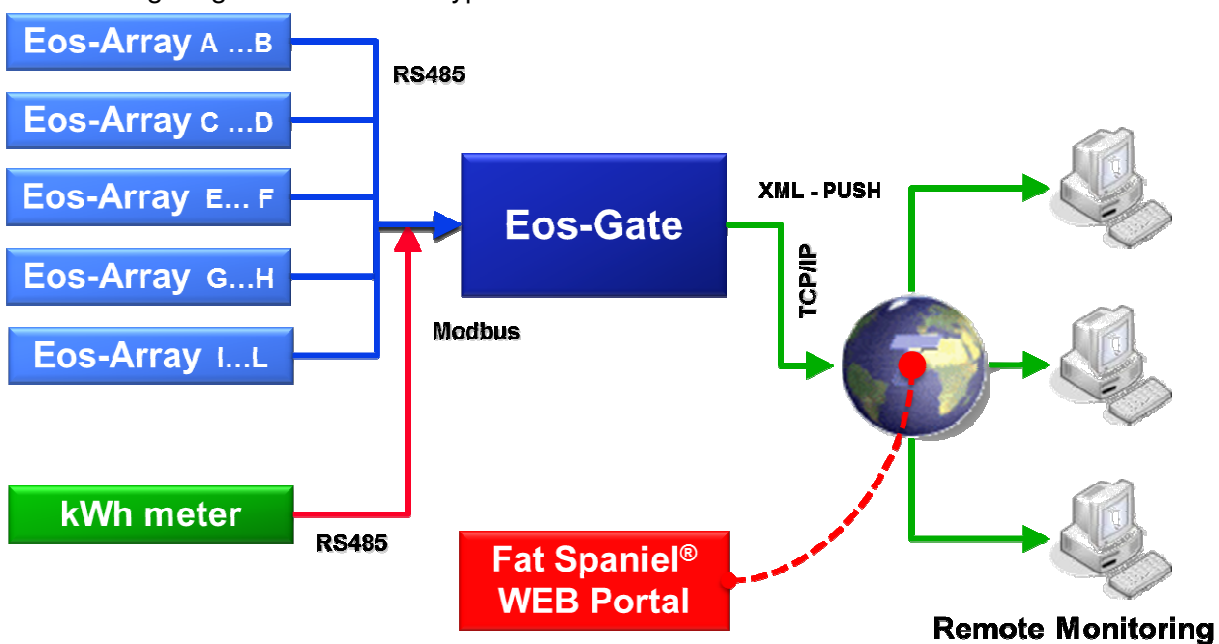 Eos-Array A ...B
RS485
Eos-Array C ...D
Eos-Array E... F
XML - PUSH
Eos-Gate
TCP/IP
Eos-Array G...H
Modbus
Eos-Array I...L
kWh meter
RS485
Fat Spaniel®
WEB Portal
Remote Monitoring